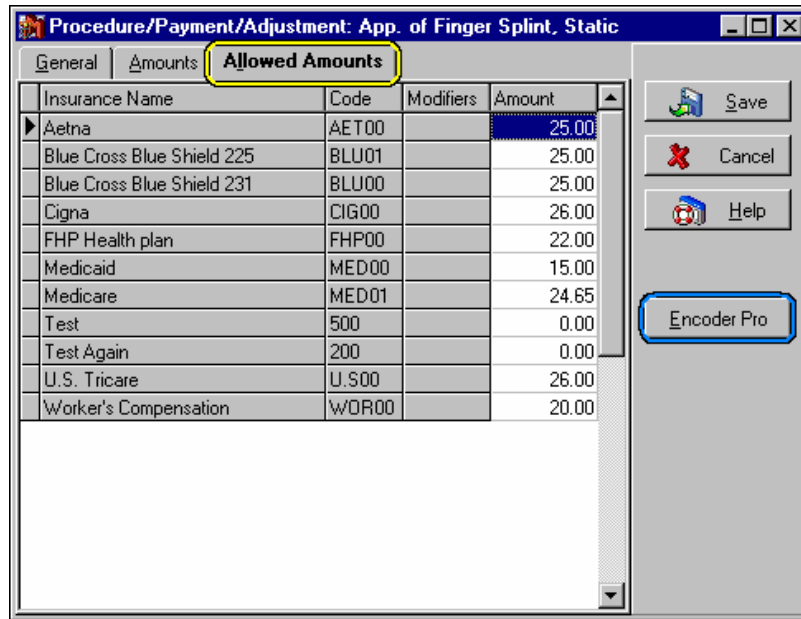 Procedure/Payment/Adjustment: App. of Finger Splint, Static
General Amounts Allowed Amounts
Insurance Name Code Modifiers Amount
Aetna AET00 25.00
Blue Cross Blue Shield 225 BLU01 25.00
Blue Cross Blue Shield 231 BLU00 25.00
Cigna CIG00 26.00
FHP Health plan FHP00 22.00
Medicaid MED00 15.00
Medicare MED01 24.65
Test 500 0.00
Test Again 200 0.00
U.S. Tricare U.S00 26.00
Worker's Compensation WOR00 20.00
Save
Cancel
Help
Encoder Pro